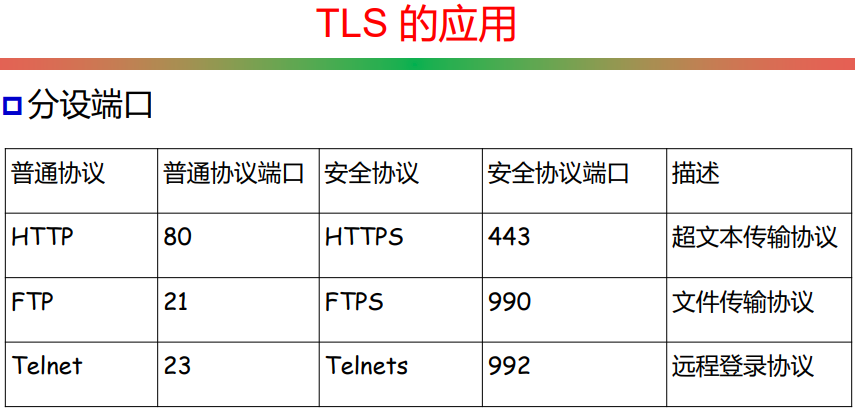 TLS 的应用
分设端口
普通协议 普通协议端口 安全协议 安全协议端口 描述
HTTP 80 HTTPS 443 超文本传输协议
FTP 21 FTPS 990 文件传输协议
Telnet 23 Telnets 992 远程登录协议